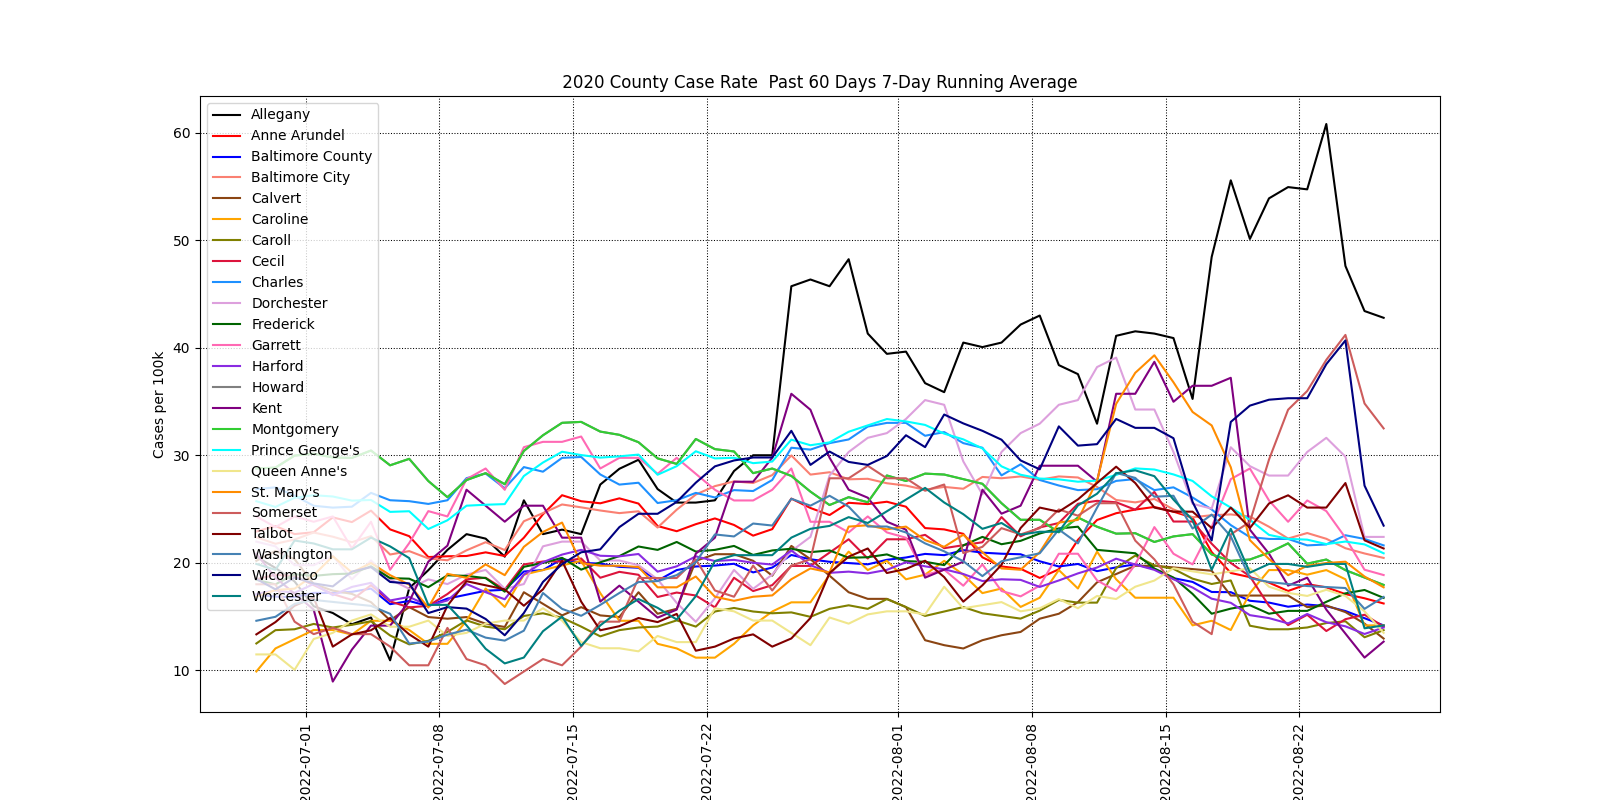 2020 County Case Rate  Past 60 Days 7-Day Running Average
Cases per 100k
60
50
40
30
20
10
Allegany
Anne Arundel
Baltimore County
Baltimore City
Calvert
Caroline
Caroll
Cecil
Charles
Dorchester
Frederick
Garrett
Harford
Howard
Kent
Montgomery
Prince George's
Queen Anne's
St. Mary's
Somerset
Talbot
Washington
Wicomico
Worcester
2022-07-01
2022-07-08
2022-07-15
2022-07-22
2022-08-01
2022-08-08
2022-08-15
2022-08-22